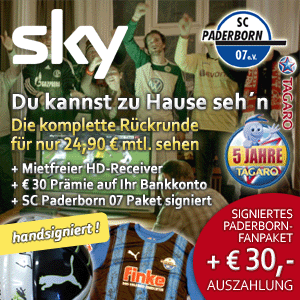 sky
SC
PADERBORN
07 e.V.
TAGARO
Du kannst zu Hause seh´n
Die komplette Rückrunde
für nur 24,90 € mtl. sehen
+ Mietfreier HD-Receiver
+ € 30 Prämie auf Ihr Bankkonto
+ SC Paderborn 07 Paket signiert
5 JAHRE
TAGARO
handsigniert !
finke
SIGNIERTES
PADERBORN-
FANPAKET
+ € 30,-
AUSZAHLUNG